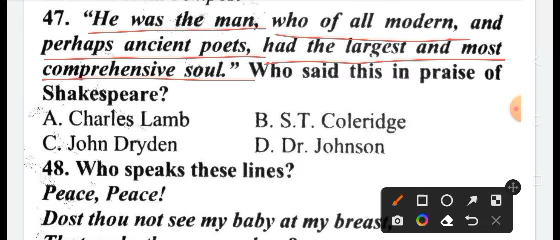 47. “He was the man, who of all modern, and
perhaps ancient poets, had the largest and most
comprehensive soul.” Who said this in praise of
Shakespeare?
A. Charles Lamb B. S.T. Coleridge
C. John Dryden D. Dr. Johnson
48. Who speaks these lines?
Peace, Peace!
Dost thou not see my baby at my breast,